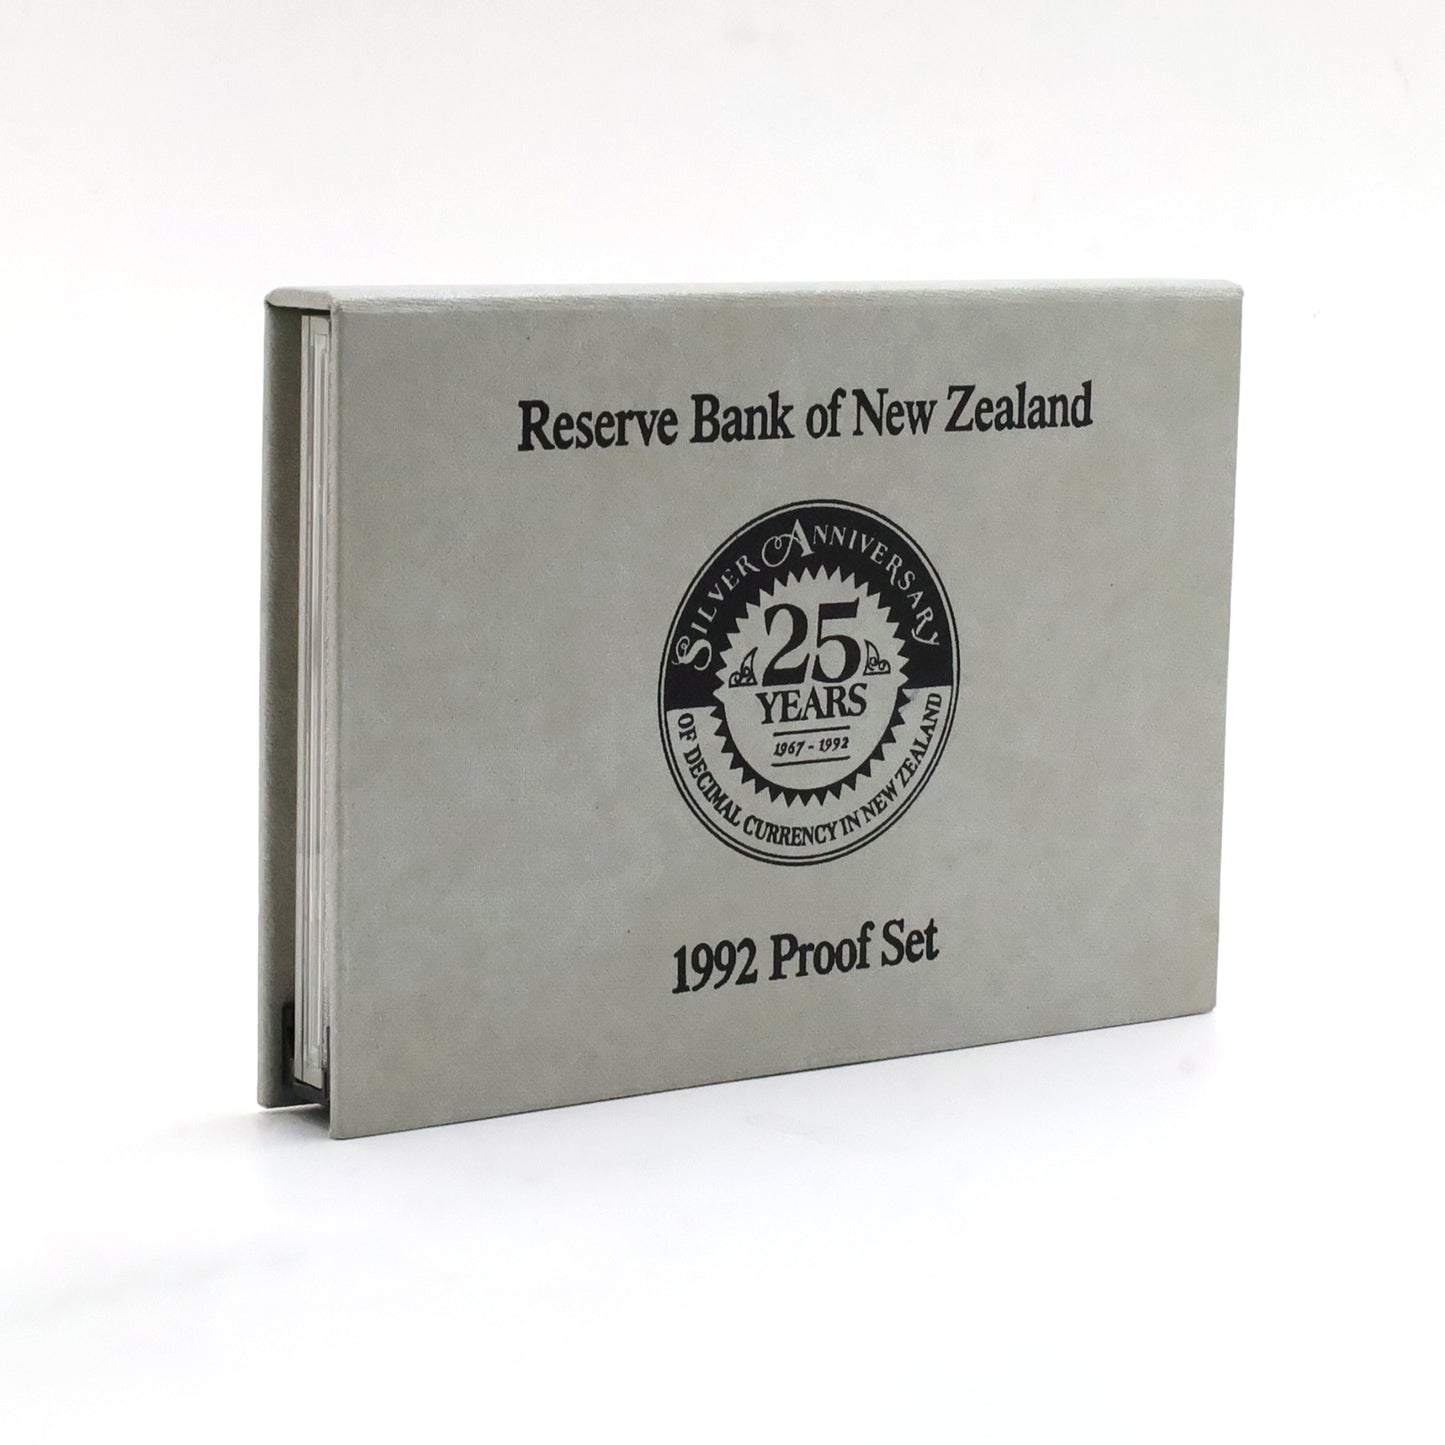 Reserve Bank of New Zealand
SILVER ANNIVERSARY
25
YEARS
1967 - 1992
OF DECIMAL CURRENCY IN NEW ZEALAND
1992 Proof Set